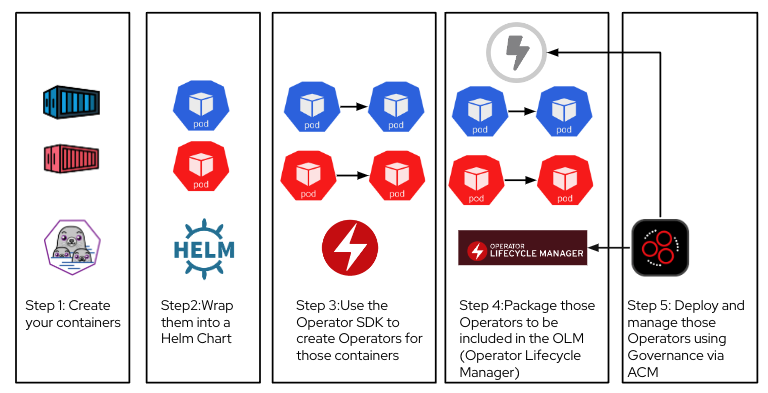 pod
pod
HELM
Step 1: Create
your containers
Step2:Wrap
them into a
Helm Chart
pod
pod
pod
pod
Step 3:Use the
Operator SDK to
create Operators for
those containers
pod
pod
pod
pod
OPERATOR
LIFECYCLE MANAGER
Step 4:Package those
Operators to be
included in the OLM
(Operator Lifecycle
Manager)
Step 5: Deploy and
manage those
Operators using
Governance via
ACM